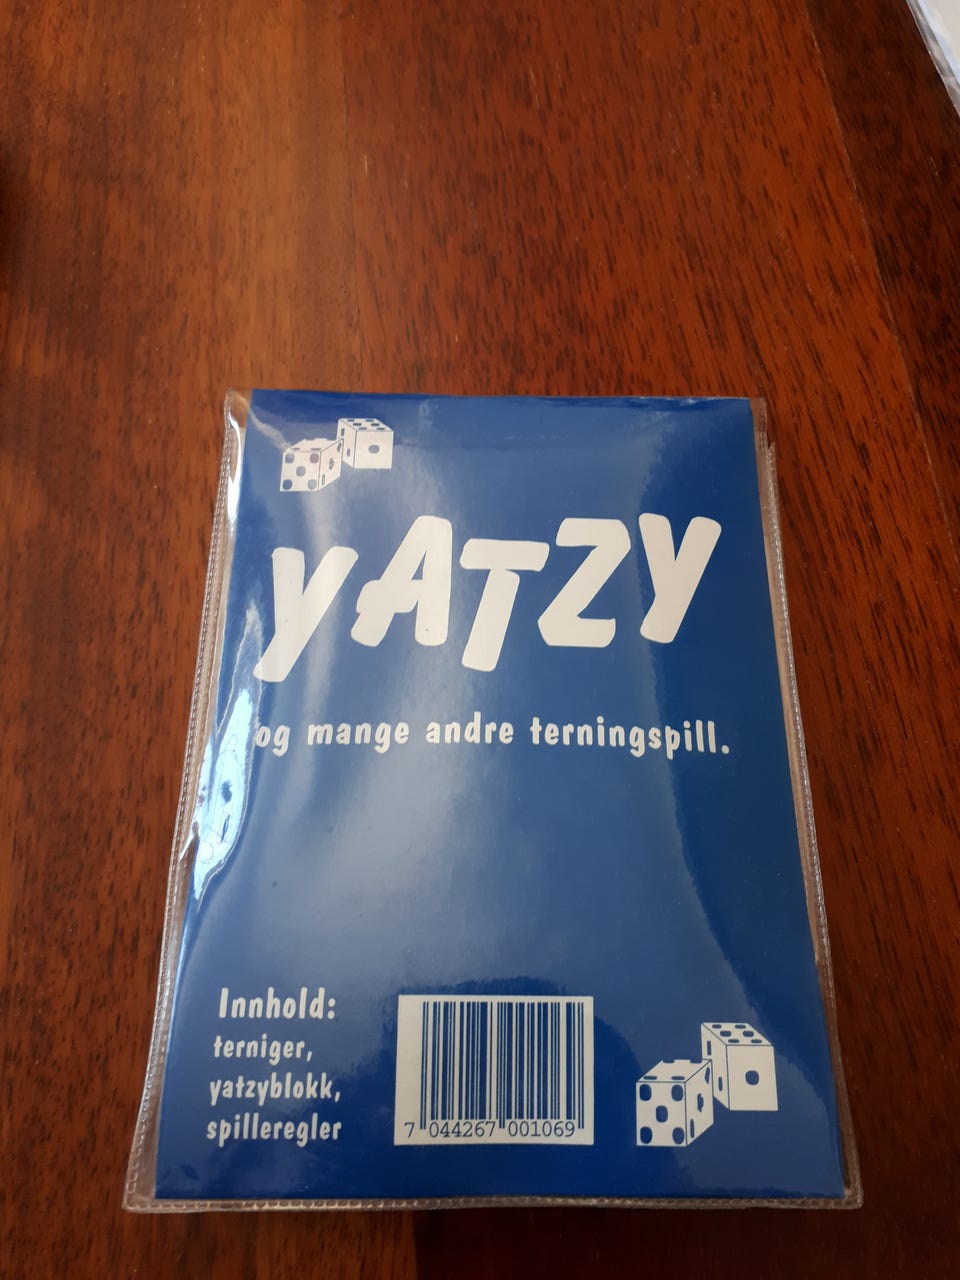 YATZY
og mange andre terningspill.
Innhold:
terniger,
yatzyblokk,
spilleregler
7 044267 001069